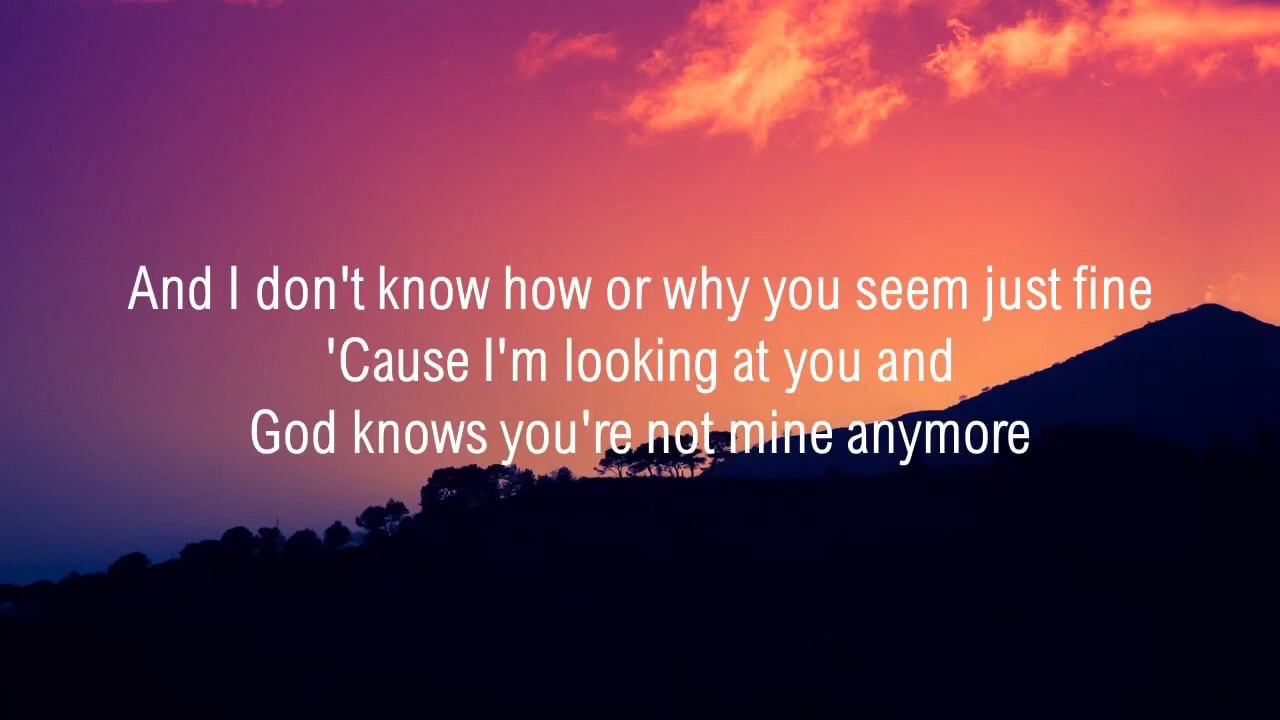 And I don't know how or why you seem just fine
'Cause I'm looking at you and
God knows you're not mine anymore